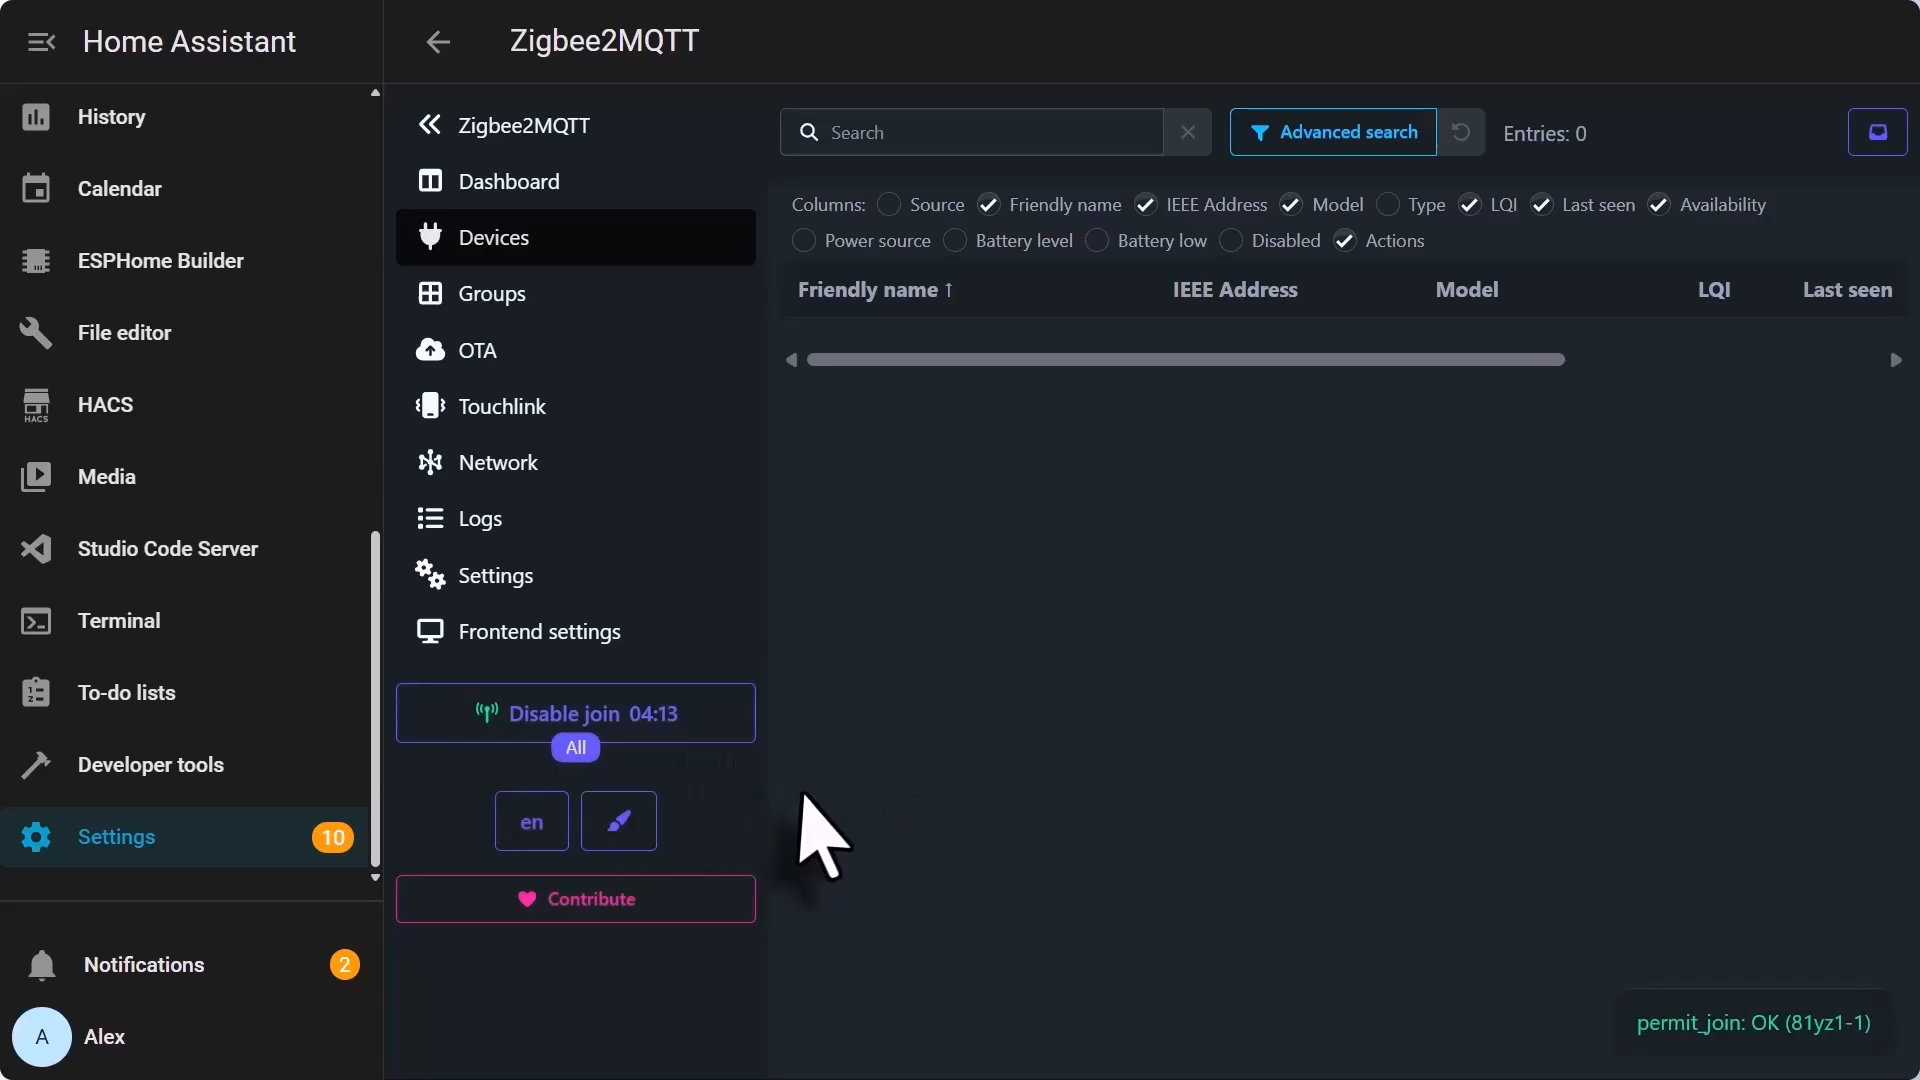 Home Assistant
History
Calendar
ESPHome Builder
File editor
HACS
HACS
Media
Studio Code Server
Terminal
To-do lists
Developer tools
Settings 10
Notifications 2
A Alex
Zigbee2MQTT
Zigbee2MQTT
Dashboard
Devices
Groups
OTA
Touchlink
Network
Logs
Settings
Frontend settings
Disable join 04:13
All
en
Contribute
Search Advanced search Entries: 0
Columns: Source Friendly name IEEE Address Model Type LQI Last seen Availability
Power source Battery level Battery low Disabled Actions
Friendly name ↑ IEEE Address Model LQI Last seen
permit_join: OK (81yz1-1)